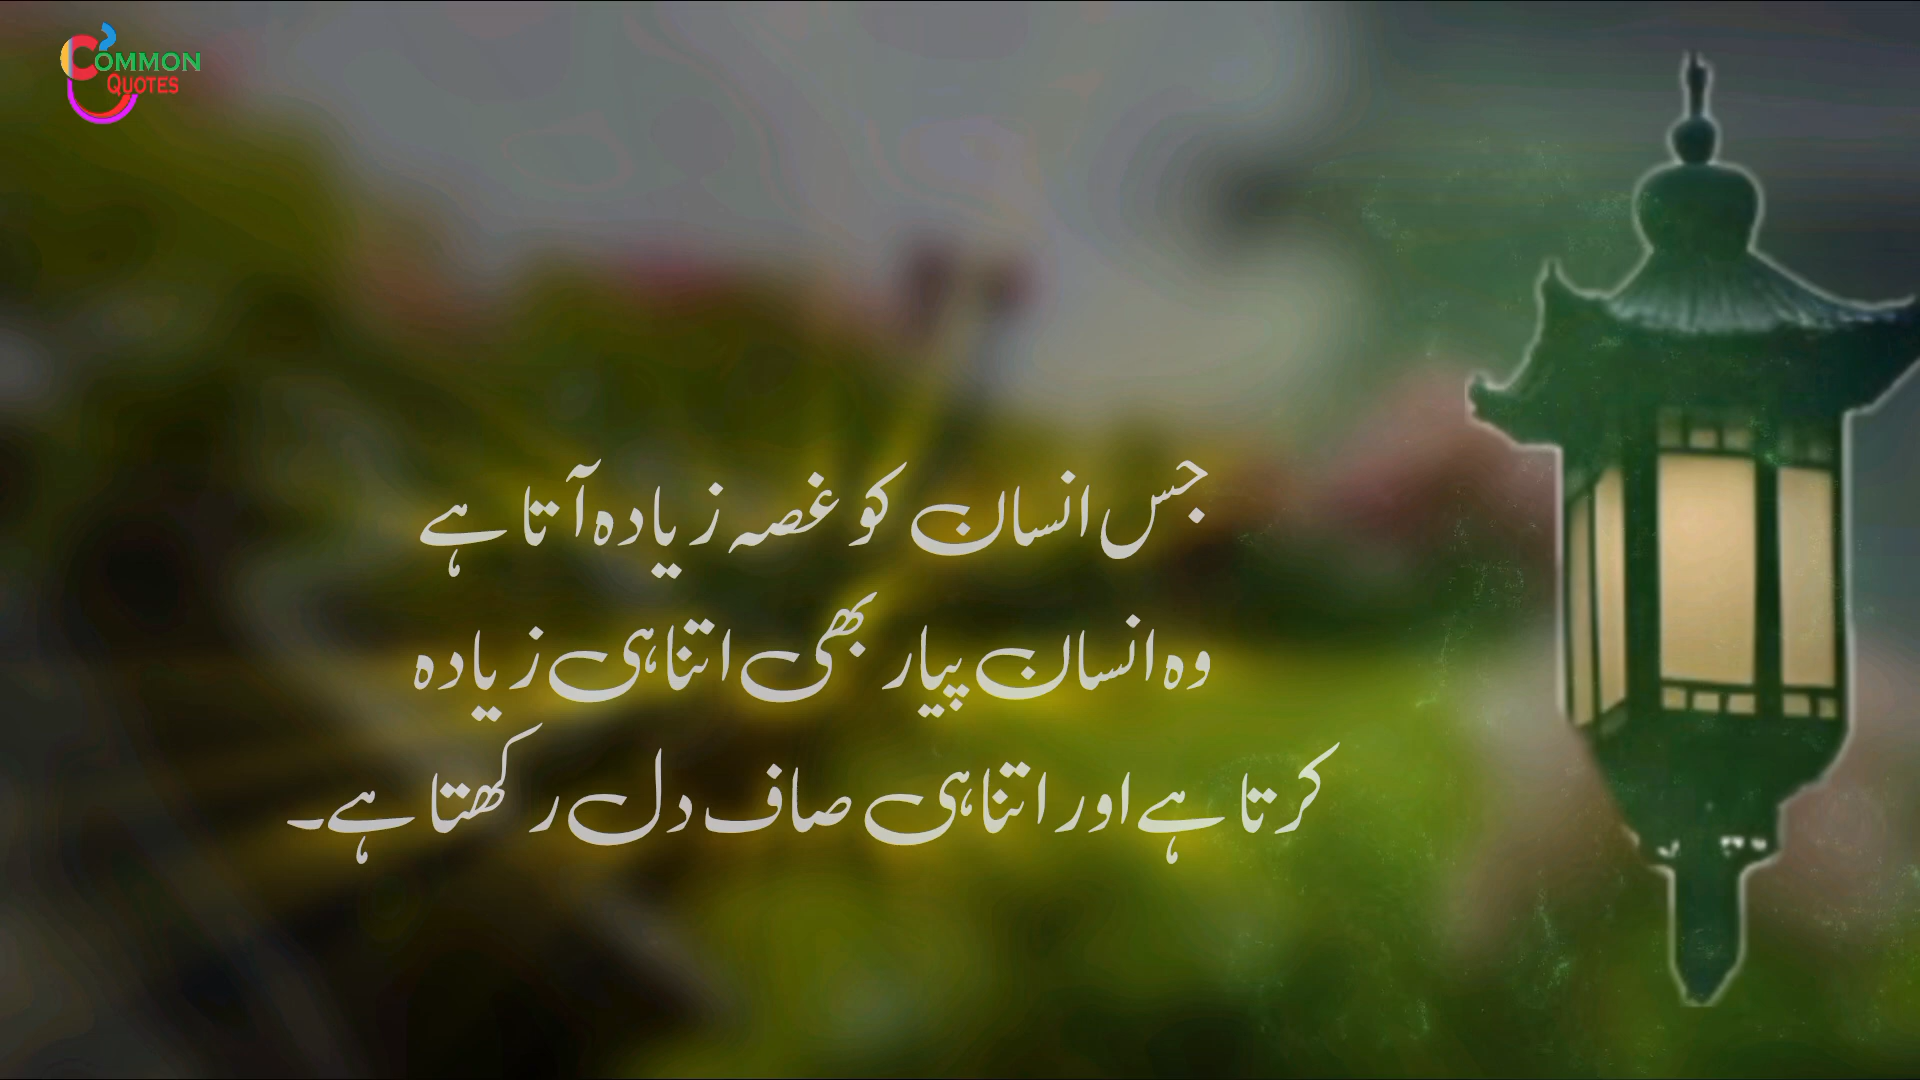 COMMON
QUOTES
جس انسان کو غصہ زیادہ آتا ہے
وہ انسان پیار بھی اتنا ہی زیادہ
کرتا ہے اور اتنا ہی صاف دل رکھتا ہے۔